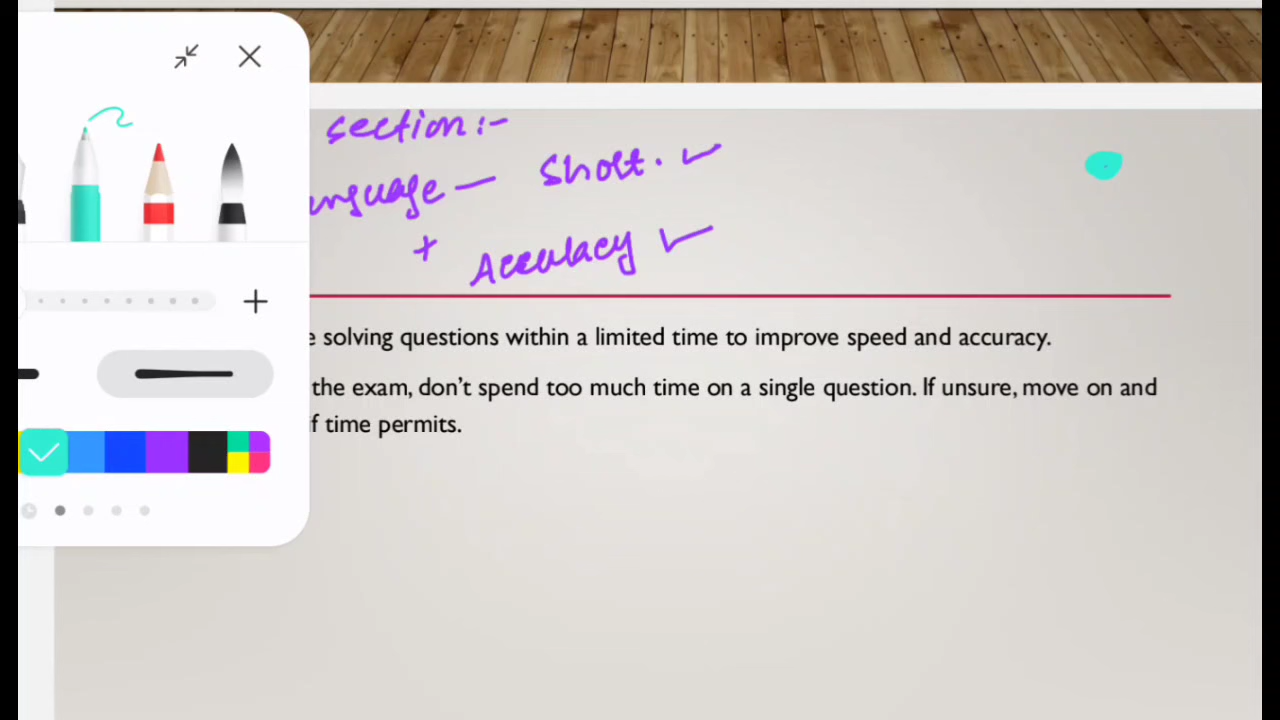 section:-
anguage - Short. ✓
+ Accuracy ✓
e solving questions within a limited time to improve speed and accuracy.
the exam, don't spend too much time on a single question. If unsure, move on and
f time permits.